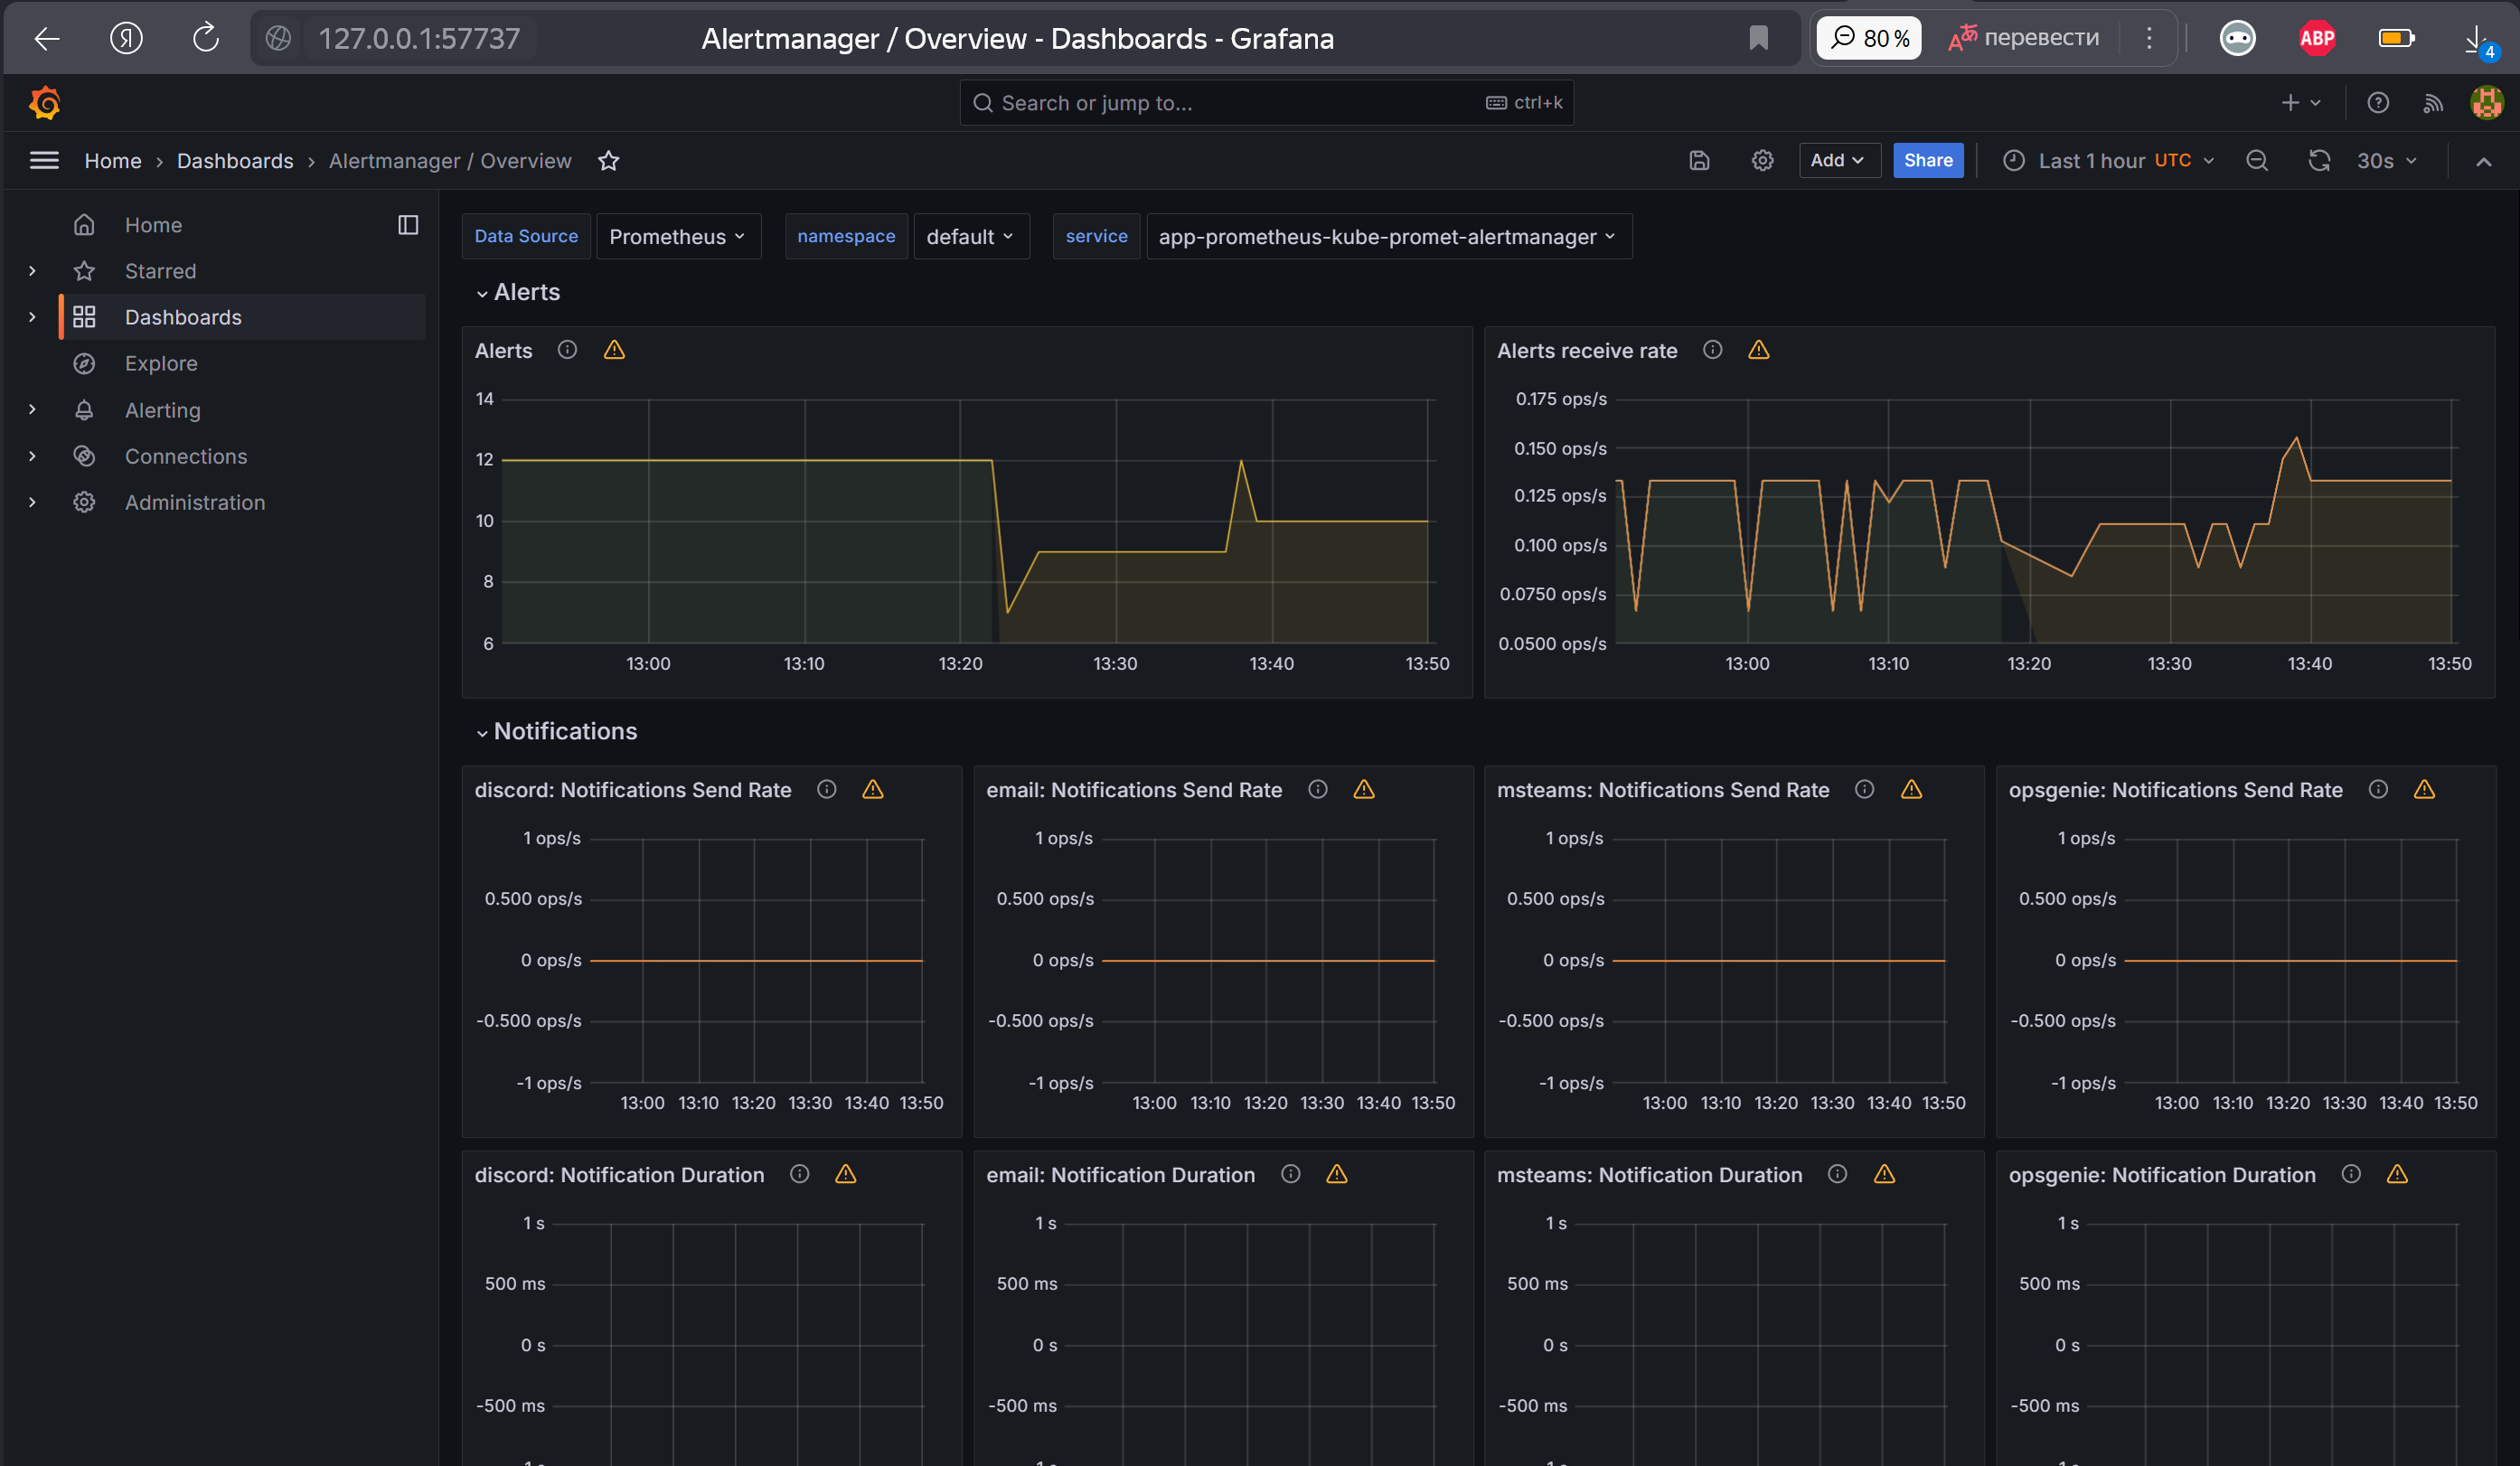 Я 127.0.0.1:57737 Alertmanager / Overview - Dashboards - Grafana 80 % перевести ABP 4
Search or jump to... ctrl+k
Home › Dashboards › Alertmanager / Overview Add Share Last 1 hour UTC 30s
Home
Starred
Dashboards
Explore
Alerting
Connections
Administration
Data Source Prometheus namespace default service app-prometheus-kube-promet-alertmanager
Alerts
Alerts
14
12
10
8
6
13:00 13:10 13:20 13:30 13:40 13:50
Alerts receive rate
0.175 ops/s
0.150 ops/s
0.125 ops/s
0.100 ops/s
0.0750 ops/s
0.0500 ops/s
13:00 13:10 13:20 13:30 13:40 13:50
Notifications
discord: Notifications Send Rate
1 ops/s
0.500 ops/s
0 ops/s
-0.500 ops/s
-1 ops/s
13:00 13:10 13:20 13:30 13:40 13:50
email: Notifications Send Rate
1 ops/s
0.500 ops/s
0 ops/s
-0.500 ops/s
-1 ops/s
13:00 13:10 13:20 13:30 13:40 13:50
msteams: Notifications Send Rate
1 ops/s
0.500 ops/s
0 ops/s
-0.500 ops/s
-1 ops/s
13:00 13:10 13:20 13:30 13:40 13:50
opsgenie: Notifications Send Rate
1 ops/s
0.500 ops/s
0 ops/s
-0.500 ops/s
-1 ops/s
13:00 13:10 13:20 13:30 13:40 13:50
discord: Notification Duration
1 s
500 ms
0 s
-500 ms
email: Notification Duration
1 s
500 ms
0 s
-500 ms
msteams: Notification Duration
1 s
500 ms
0 s
-500 ms
opsgenie: Notification Duration
1 s
500 ms
0 s
-500 ms